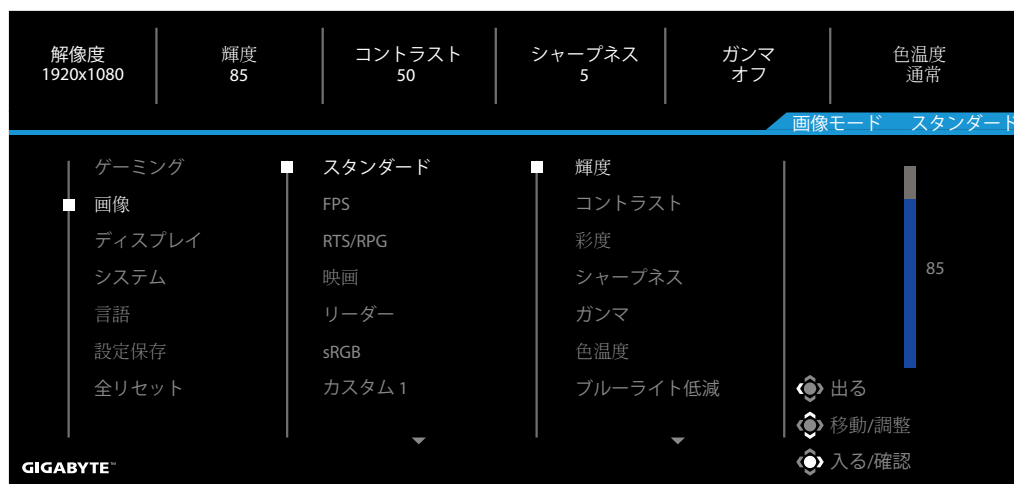 解像度 輝度 コントラスト シャープネス ガンマ 色温度
1920x1080 85 50 5 オフ 通常
画像モード スタンダード
ゲーミング スタンダード 輝度
画像 FPS コントラスト
ディスプレイ RTS/RPG 彩度
システム 映画 シャープネス
85
言語 リーダー ガンマ
設定保存 sRGB 色温度
全リセット カスタム 1 ブルーライト低減
出る
移動/調整
GIGABYTE™ 入る/確認